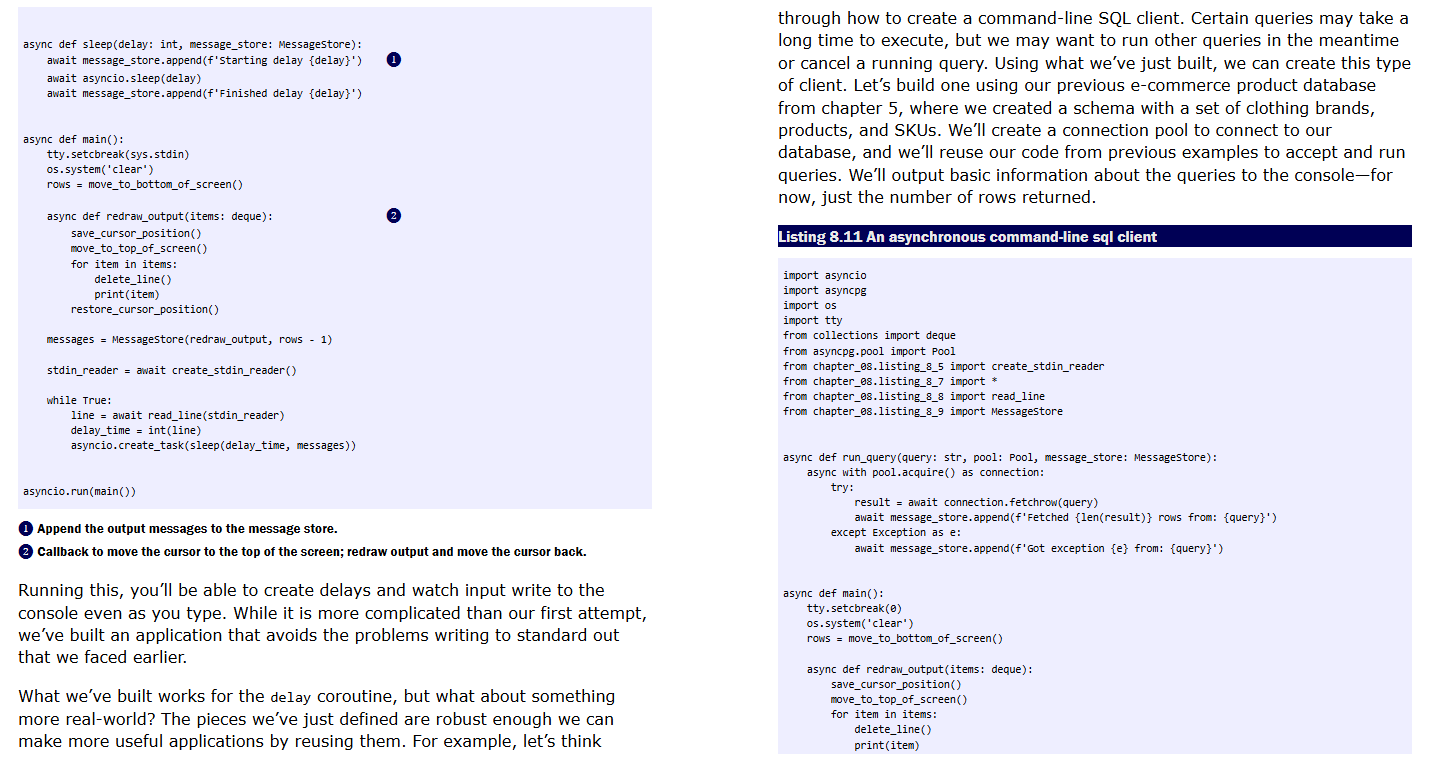 async def sleep(delay: int, message_store: MessageStore):
    await message_store.append(f'Starting delay {delay}') 1
    await asyncio.sleep(delay)
    await message_store.append(f'Finished delay {delay}')
async def main():
    tty.setcbreak(sys.stdin)
    os.system('clear')
    rows = move_to_bottom_of_screen()
    async def redraw_output(items: deque): 2
        save_cursor_position()
        move_to_top_of_screen()
        for item in items:
            delete_line()
            print(item)
        restore_cursor_position()
    messages = MessageStore(redraw_output, rows - 1)
    stdin_reader = await create_stdin_reader()
    while True:
        line = await read_line(stdin_reader)
        delay_time = int(line)
        asyncio.create_task(sleep(delay_time, messages))
asyncio.run(main())
1 Append the output messages to the message store.
2 Callback to move the cursor to the top of the screen; redraw output and move the cursor back.
Running this, you’ll be able to create delays and watch input write to the
console even as you type. While it is more complicated than our first attempt,
we’ve built an application that avoids the problems writing to standard out
that we faced earlier.
What we’ve built works for the delay coroutine, but what about something
more real-world? The pieces we’ve just defined are robust enough we can
make more useful applications by reusing them. For example, let’s think
through how to create a command-line SQL client. Certain queries may take a
long time to execute, but we may want to run other queries in the meantime
or cancel a running query. Using what we’ve just built, we can create this type
of client. Let’s build one using our previous e-commerce product database
from chapter 5, where we created a schema with a set of clothing brands,
products, and SKUs. We’ll create a connection pool to connect to our
database, and we’ll reuse our code from previous examples to accept and run
queries. We’ll output basic information about the queries to the console—for
now, just the number of rows returned.
Listing 8.11 An asynchronous command-line sql client
import asyncio
import asyncpg
import os
import tty
from collections import deque
from asyncpg.pool import Pool
from chapter_08.listing_8_5 import create_stdin_reader
from chapter_08.listing_8_7 import *
from chapter_08.listing_8_8 import read_line
from chapter_08.listing_8_9 import MessageStore
async def run_query(query: str, pool: Pool, message_store: MessageStore):
    async with pool.acquire() as connection:
        try:
            result = await connection.fetchrow(query)
            await message_store.append(f'Fetched {len(result)} rows from: {query}')
        except Exception as e:
            await message_store.append(f'Got exception {e} from: {query}')
async def main():
    tty.setcbreak(0)
    os.system('clear')
    rows = move_to_bottom_of_screen()
    async def redraw_output(items: deque):
        save_cursor_position()
        move_to_top_of_screen()
        for item in items:
            delete_line()
            print(item)